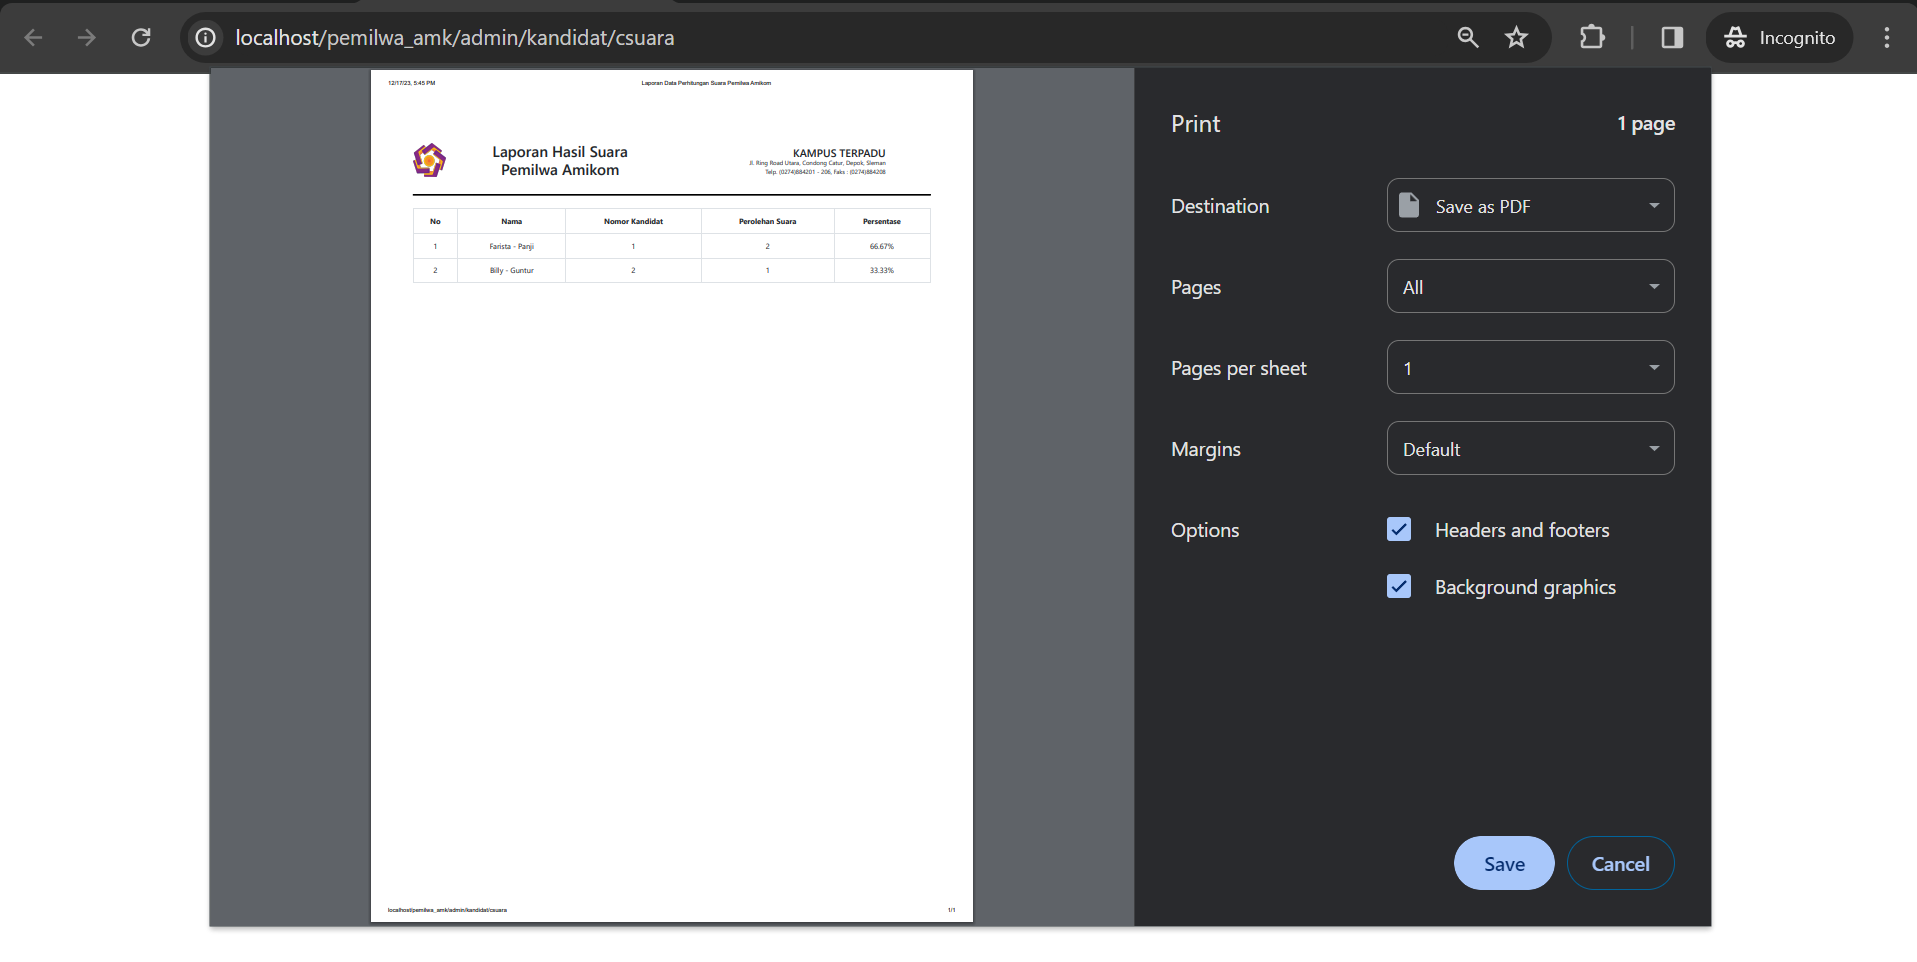 localhost/pemilwa_amk/admin/kandidat/csuara
Incognito
12/17/23, 5:45 PM
Laporan Data Perhitungan Suara Pemilwa Amikom
Laporan Hasil Suara
Pemilwa Amikom
KAMPUS TERPADU
Jl. Ring Road Utara, Condong Catur, Depok, Sleman
Telp. (0274)884201 - 206, Faks : (0274)884208
No Nama Nomor Kandidat Perolehan Suara Persentase
1 Farista - Panji 1 2 66.67%
2 Billy - Guntur 2 1 33.33%
localhost/pemilwa_amk/admin/kandidat/csuara
1/1
Print
1 page
Destination
Save as PDF
Pages
All
Pages per sheet
1
Margins
Default
Options
Headers and footers
Background graphics
Save
Cancel